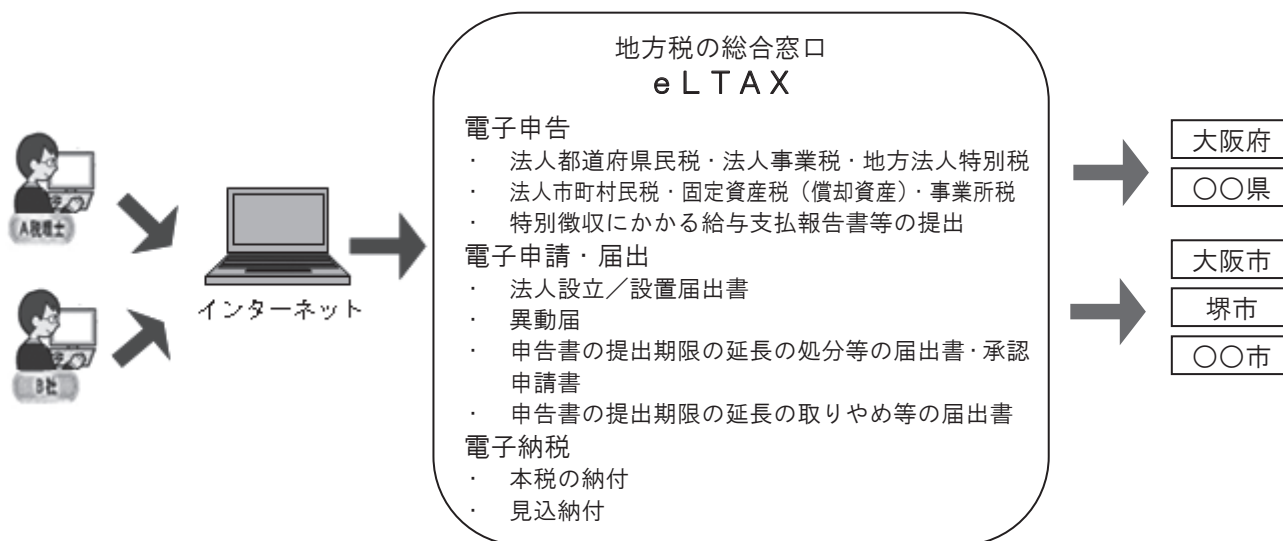 地方税の総合窓口
eLTAX
電子申告
・ 法人都道府県民税・法人事業税・地方法人特別税
・ 法人市町村民税・固定資産税（償却資産）・事業所税
・ 特別徴収にかかる給与支払報告書等の提出
電子申請・届出
・ 法人設立／設置届出書
・ 異動届
・ 申告書の提出期限の延長の処分等の届出書・承認
申請書
・ 申告書の提出期限の延長の取りやめ等の届出書
電子納税
・ 本税の納付
・ 見込納付
A税理士
B社
インターネット
大阪府
〇〇県
大阪市
堺市
〇〇市